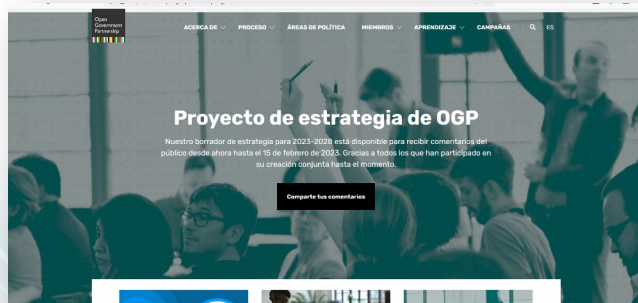 Open
Government
Partnership
ACERCA DE
PROCESO
ÁREAS DE POLÍTICA
MIEMBROS
APRENDIZAJE
CAMPAÑAS
ES
Proyecto de estrategia de OGP
Nuestro borrador de estrategia para 2023-2028 está disponible para recibir comentarios del
público desde ahora hasta el 15 de febrero de 2023. Gracias a todos los que han participado en
su creación conjunta hasta el momento.
Comparte tus comentarios